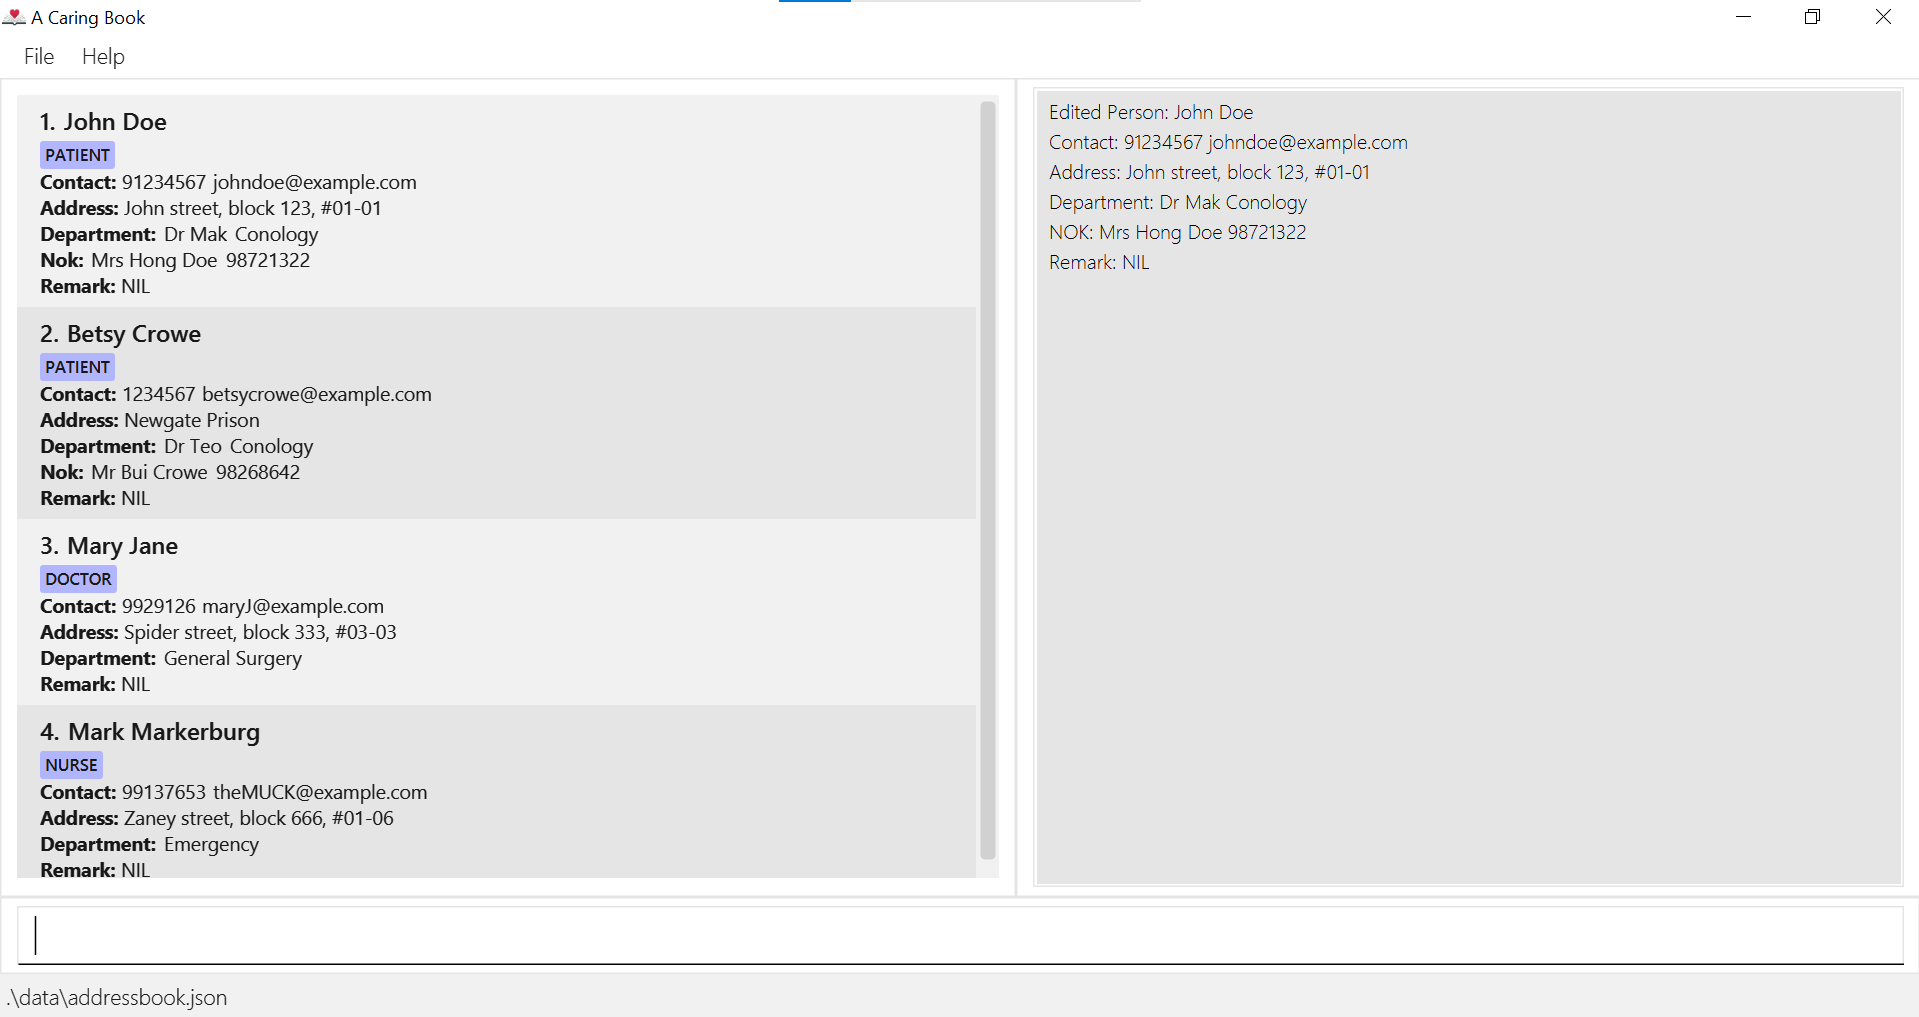 A Caring Book
File Help
1. John Doe
PATIENT
Contact: 91234567 johndoe@example.com
Address: John street, block 123, #01-01
Department: Dr Mak Conology
Nok: Mrs Hong Doe 98721322
Remark: NIL
2. Betsy Crowe
PATIENT
Contact: 1234567 betsycrowe@example.com
Address: Newgate Prison
Department: Dr Teo Conology
Nok: Mr Bui Crowe 98268642
Remark: NIL
3. Mary Jane
DOCTOR
Contact: 9929126 maryJ@example.com
Address: Spider street, block 333, #03-03
Department: General Surgery
Remark: NIL
4. Mark Markerburg
NURSE
Contact: 99137653 theMUCK@example.com
Address: Zaney street, block 666, #01-06
Department: Emergency
Remark: NIL
Edited Person: John Doe
Contact: 91234567 johndoe@example.com
Address: John street, block 123, #01-01
Department: Dr Mak Conology
NOK: Mrs Hong Doe 98721322
Remark: NIL
.\data\addressbook.json